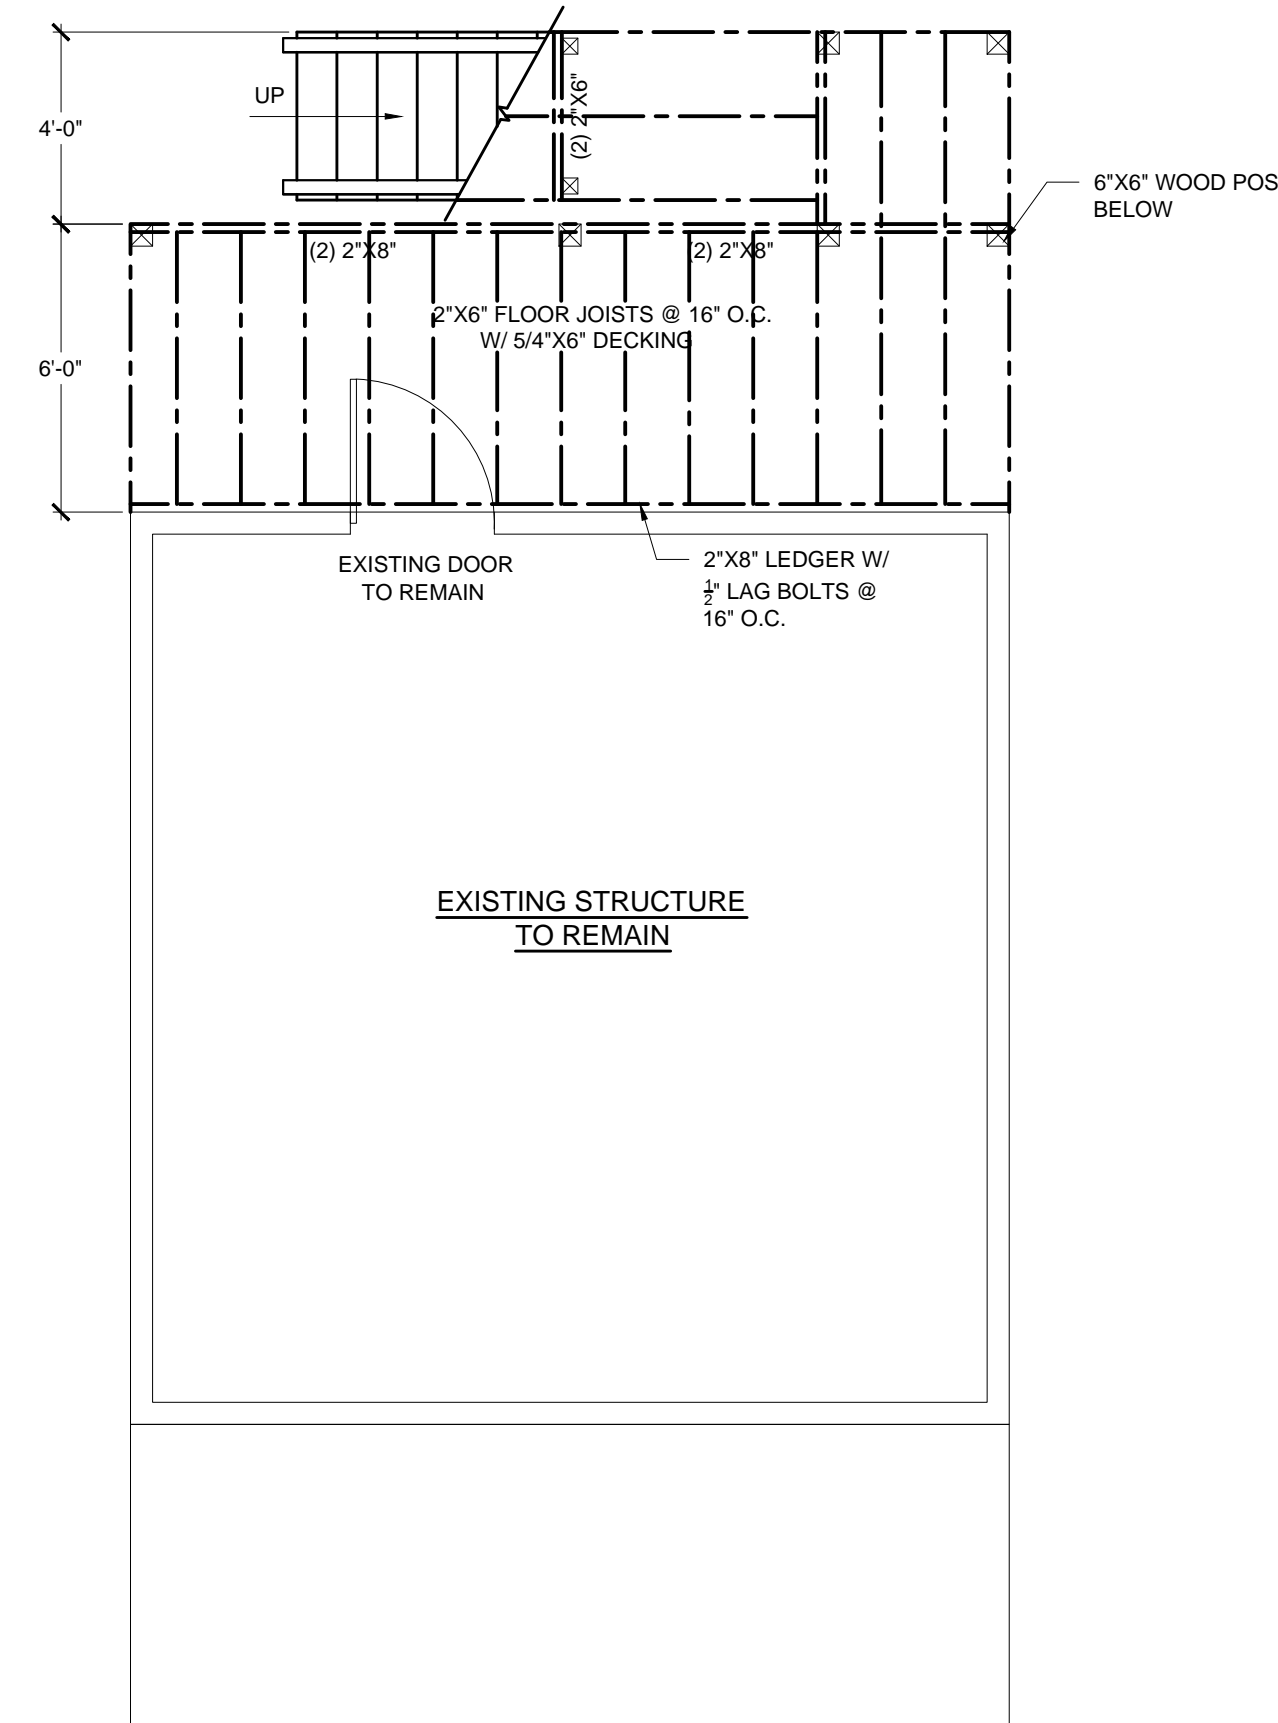 UP
4'-0"
(2) 2"X6"
6"X6" WOOD POS
BELOW
(2) 2"X8"
(2) 2"X8"
2"X6" FLOOR JOISTS @ 16" O.C.
W/ 5/4"X6" DECKING
6'-0"
EXISTING DOOR
TO REMAIN
2"X8" LEDGER W/
1/2" LAG BOLTS @
16" O.C.
EXISTING STRUCTURE
TO REMAIN